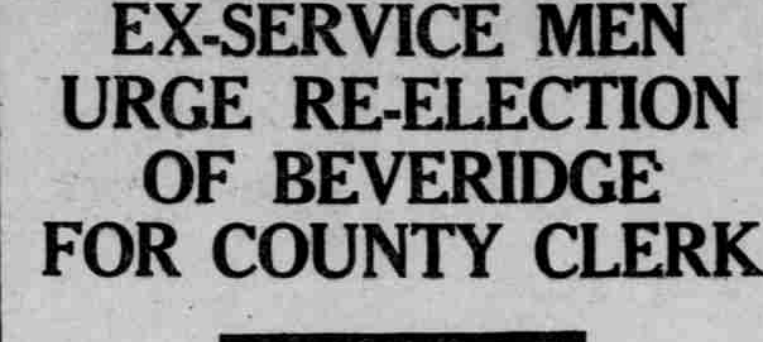 EX-SERVICE MEN
URGE RE-ELECTION
OF BEVERIDGE
FOR COUNTY CLERK